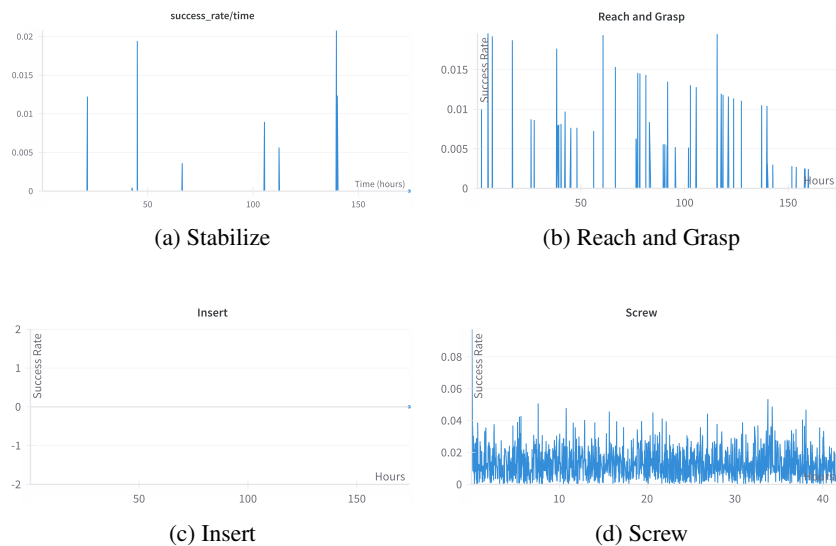 success_rate/time
0.02
0.015
0.01
0.005
0
Time (hours)
50
100
150
(a) Stabilize
Reach and Grasp
Success Rate
0.015
0.01
0.005
0
Hours
50
100
150
(b) Reach and Grasp
Insert
Success Rate
2
1
0
-1
-2
Hours
50
150
(c) Insert
Screw
Success Rate
0.08
0.06
0.04
0.02
0
10
20
30
40
(d) Screw